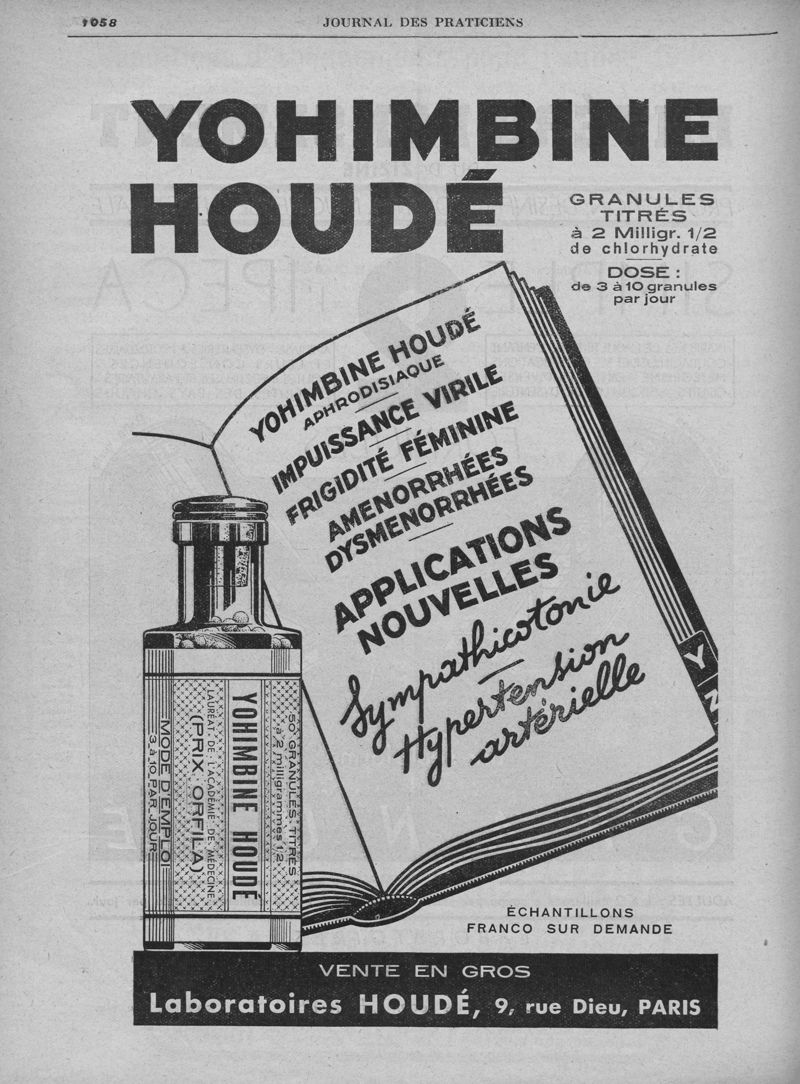 1058
JOURNAL DES PRATICIENS
YOHIMBINE
HOUDÉ
GRANULES
TITRÉS
à 2 Milligr. 1/2
de chlorhydrate
DOSE :
de 3 à 10 granules
par jour
YOHIMBINE HOUDÉ
APHRODISIAQUE
IMPUISSANCE VIRILE
FRIGIDITÉ FÉMININE
AMENORRHÉES
DYSMENORRHÉES
APPLICATIONS
NOUVELLES
Sympathicotonie
Hypertension
artérielle
Y
N
50 GRANULES TITRÉS
à 2 milligrammes 1/2
YOHIMBINE HOUDÉ
LAURÉAT DE L'ACADÉMIE DE MÉDECINE
(PRIX ORFILA)
MODE D'EMPLOI
3 à 10 PAR JOUR
ÉCHANTILLONS
FRANCO SUR DEMANDE
VENTE EN GROS
Laboratoires HOUDÉ, 9, rue Dieu, PARIS